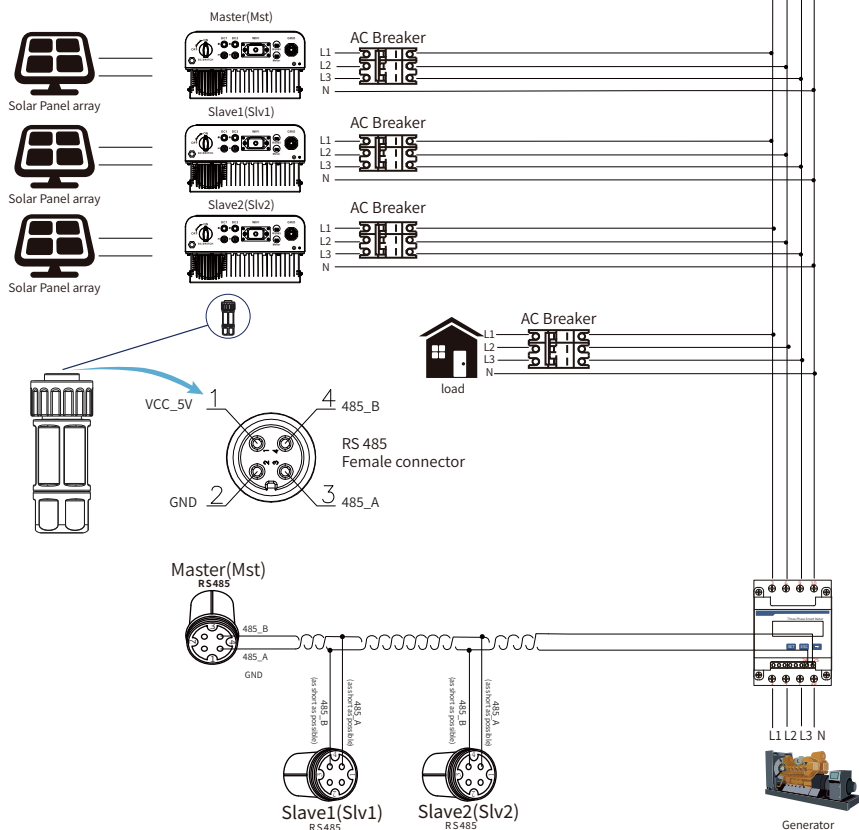 Master(Mst)
Solar Panel array
AC Breaker
L1
L2
L3
N
Slave1(Slv1)
Solar Panel array
AC Breaker
L1
L2
L3
N
Slave2(Slv2)
Solar Panel array
AC Breaker
L1
L2
L3
N
AC Breaker
L1
L2
L3
N
load
VCC_5V 1
4 485_B
RS 485
Female connector
GND 2
3 485_A
Master(Mst)
RS485
485_B
485_A
GND
485_B
(as short as possible)
485_A
(as short as possible)
485_B
(as short as possible)
485_A
(as short as possible)
Slave1(Slv1)
RS485
Slave2(Slv2)
RS485
L1 L2 L3 N
Generator